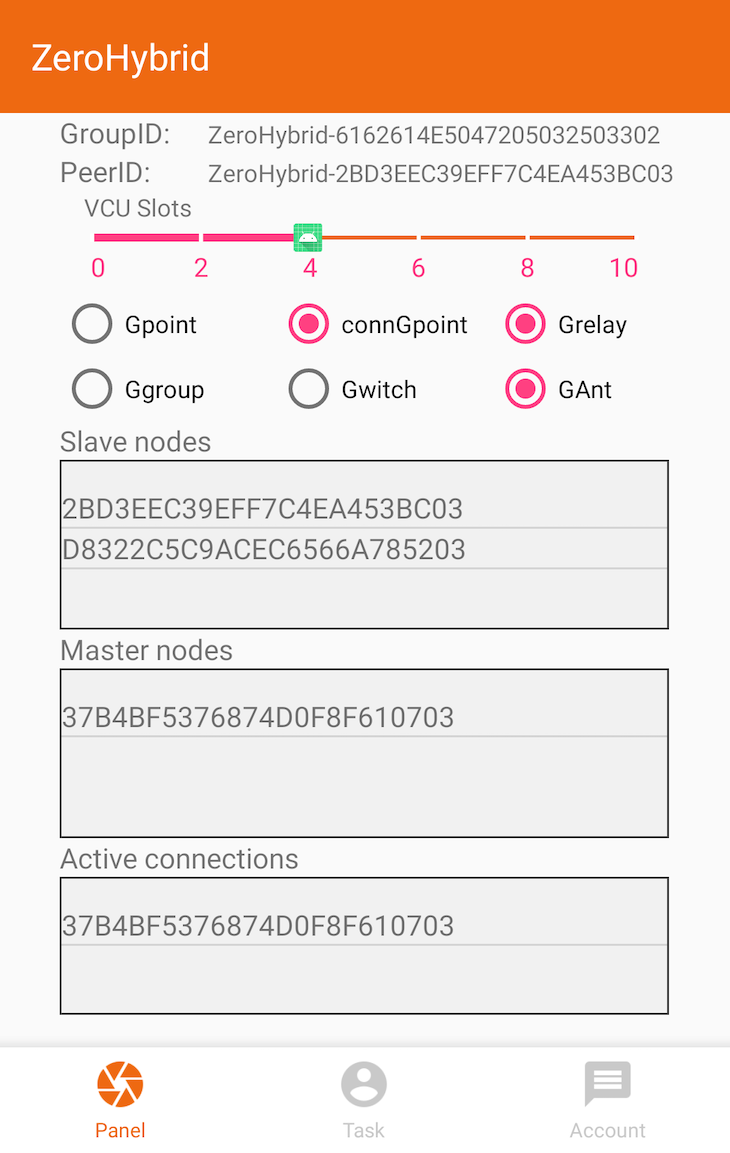 ZeroHybrid
GroupID: ZeroHybrid-6162614E5047205032503302
PeerID: ZeroHybrid-2BD3EEC39EFF7C4EA453BC03
VCU Slots
0 2 4 6 8 10
Gpoint connGpoint Grelay
Ggroup Gwitch GAnt
Slave nodes
2BD3EEC39EFF7C4EA453BC03
D8322C5C9ACEC6566A785203
Master nodes
37B4BF5376874D0F8F610703
Active connections
37B4BF5376874D0F8F610703
Panel Task Account